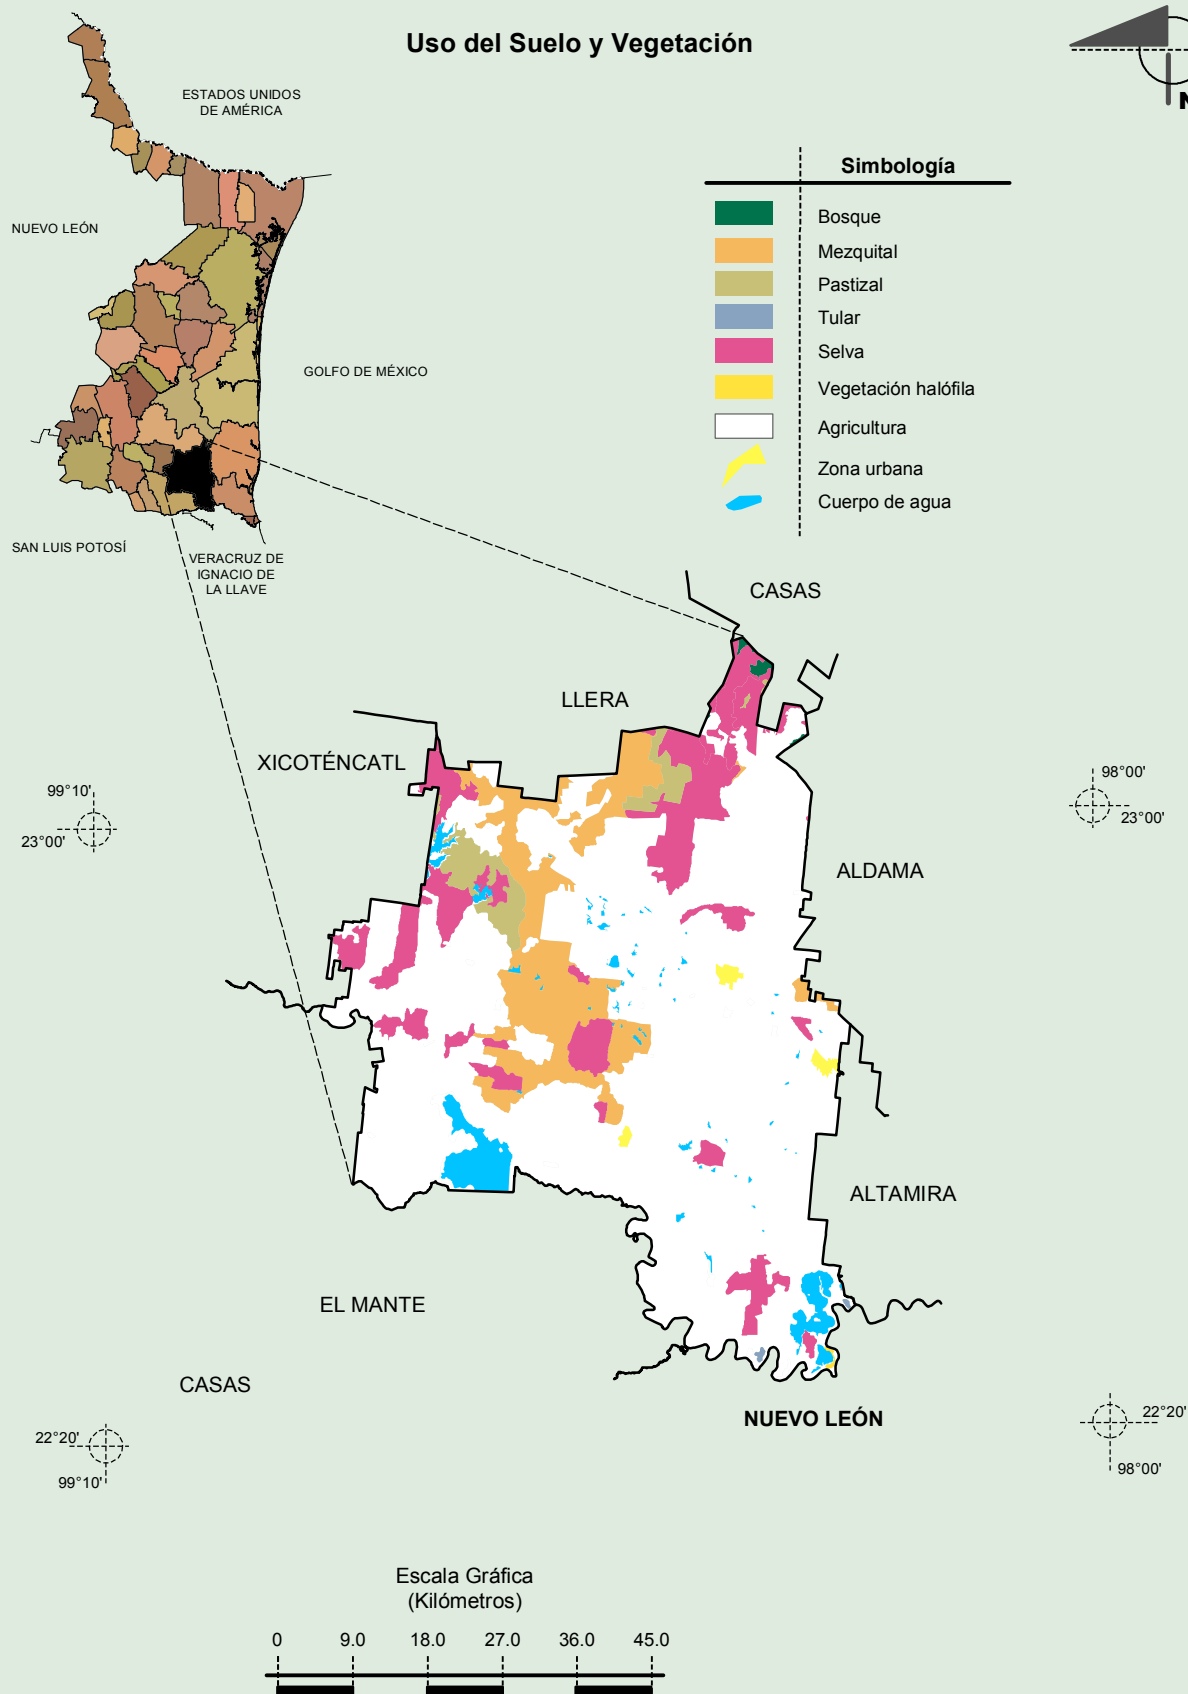 Uso del Suelo y Vegetación
N
ESTADOS UNIDOS
DE AMÉRICA
NUEVO LEÓN
GOLFO DE MÉXICO
SAN LUIS POTOSÍ
VERACRUZ DE
IGNACIO DE
LA LLAVE
Simbología
Bosque
Mezquital
Pastizal
Tular
Selva
Vegetación halófila
Agricultura
Zona urbana
Cuerpo de agua
CASAS
LLERA
XICOTÉNCATL
99°10'
23°00'
98°00'
23°00'
ALDAMA
ALTAMIRA
EL MANTE
CASAS
NUEVO LEÓN
22°20'
99°10'
22°20'
98°00'
Escala Gráfica
(Kilómetros)
0 9.0 18.0 27.0 36.0 45.0